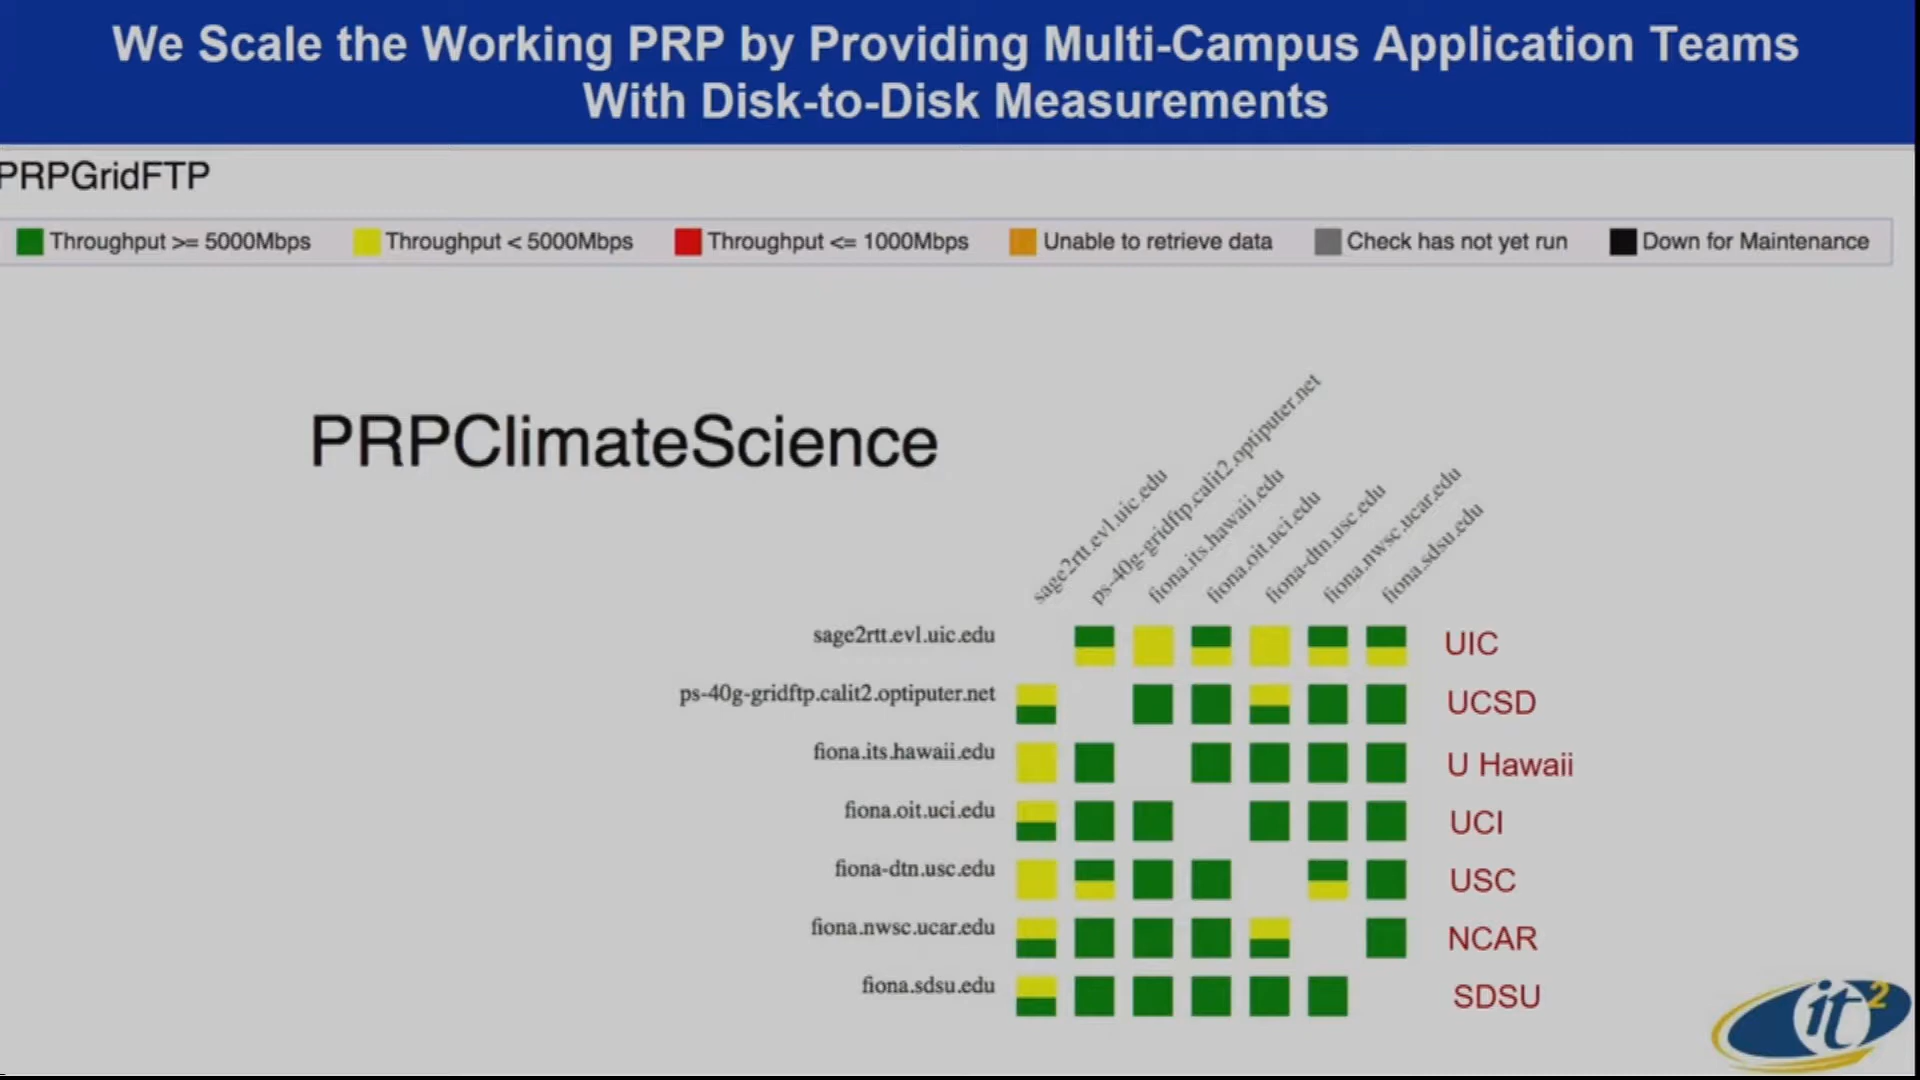 We Scale the Working PRP by Providing Multi-Campus Application Teams
With Disk-to-Disk Measurements
PRPGridFTP
Throughput >= 5000Mbps
Throughput < 5000Mbps
Throughput <= 1000Mbps
Unable to retrieve data
Check has not yet run
Down for Maintenance
PRPClimateScience
sage2rtt.evl.uic.edu
ps-40g-gridftp.calit2.optiputer.net
fiona.its.hawaii.edu
fiona.oit.uci.edu
fiona-dtn.usc.edu
fiona.nwsc.ucar.edu
fiona.sdsu.edu
sage2rtt.evl.uic.edu
UIC
ps-40g-gridftp.calit2.optiputer.net
UCSD
fiona.its.hawaii.edu
U Hawaii
fiona.oit.uci.edu
UCI
fiona-dtn.usc.edu
USC
fiona.nwsc.ucar.edu
NCAR
fiona.sdsu.edu
SDSU
it2